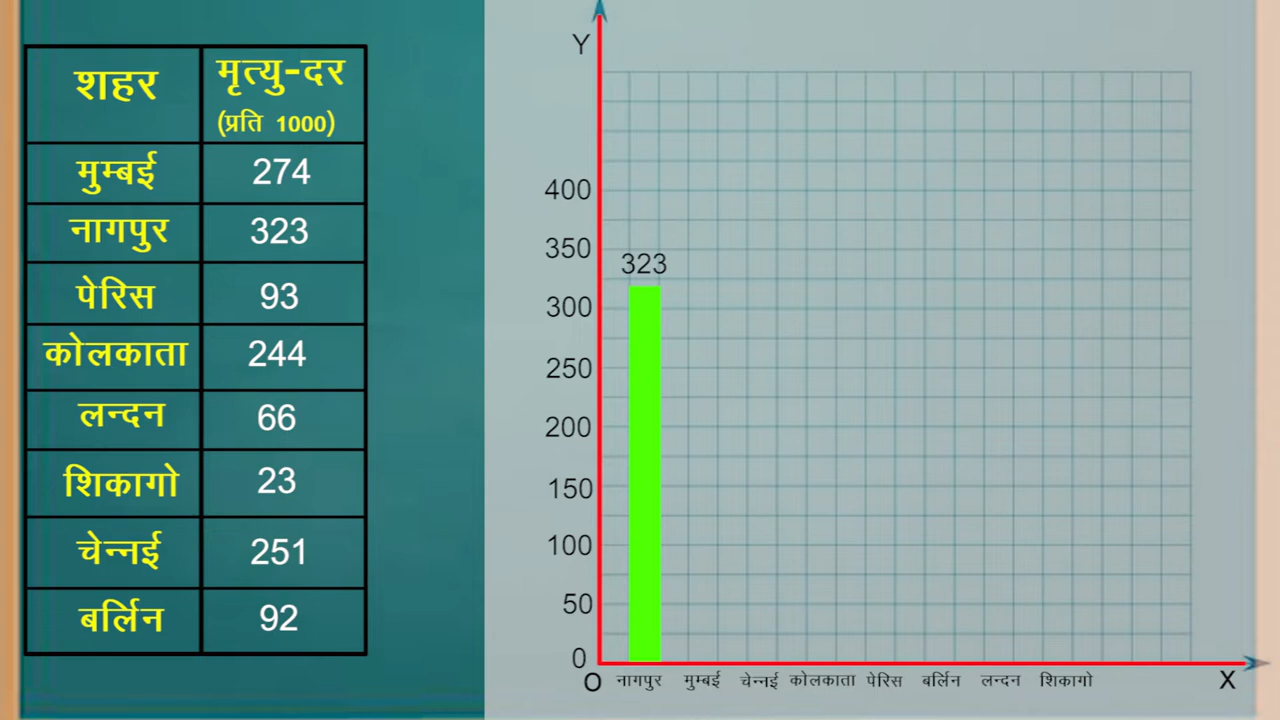 शहर मृत्यु-दर
(प्रति 1000)
मुम्बई 274
नागपुर 323
पेरिस 93
कोलकाता 244
लन्दन 66
शिकागो 23
चेन्नई 251
बर्लिन 92
Y
400
350
323
300
250
200
150
100
50
0
O नागपुर मुम्बई चेन्नई कोलकाता पेरिस बर्लिन लन्दन शिकागो X